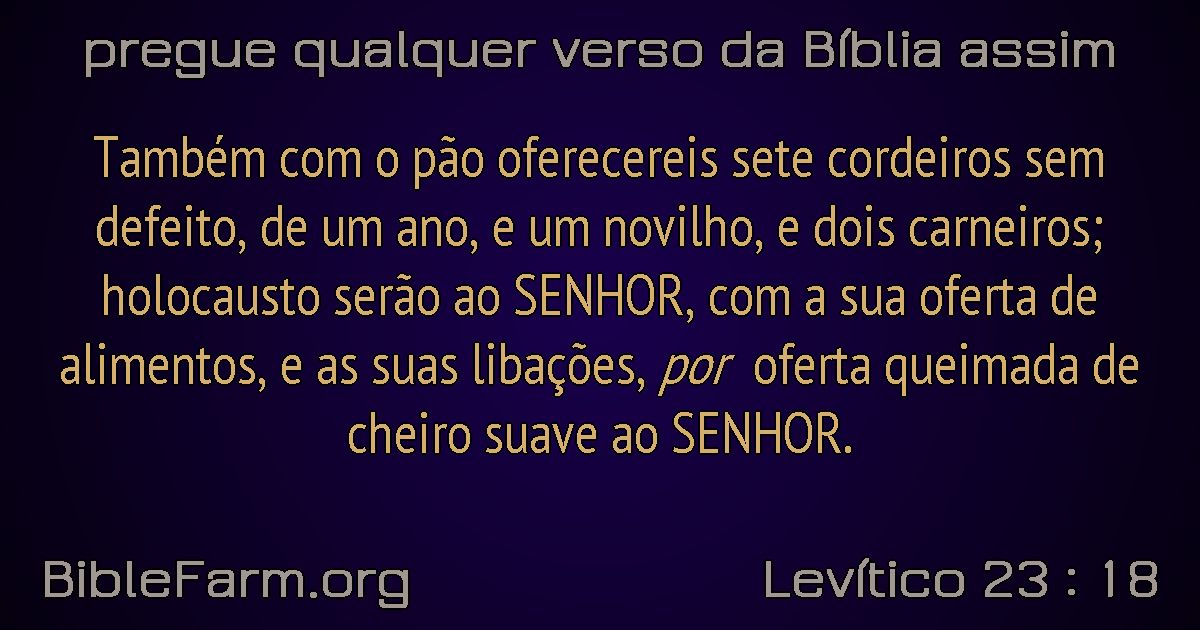 pregue qualquer verso da Bíblia assim
Também com o pão oferecereis sete cordeiros sem
defeito, de um ano, e um novilho, e dois carneiros;
holocausto serão ao SENHOR, com a sua oferta de
alimentos, e as suas libações, por oferta queimada de
cheiro suave ao SENHOR.
BibleFarm.org
Levítico 23 : 18